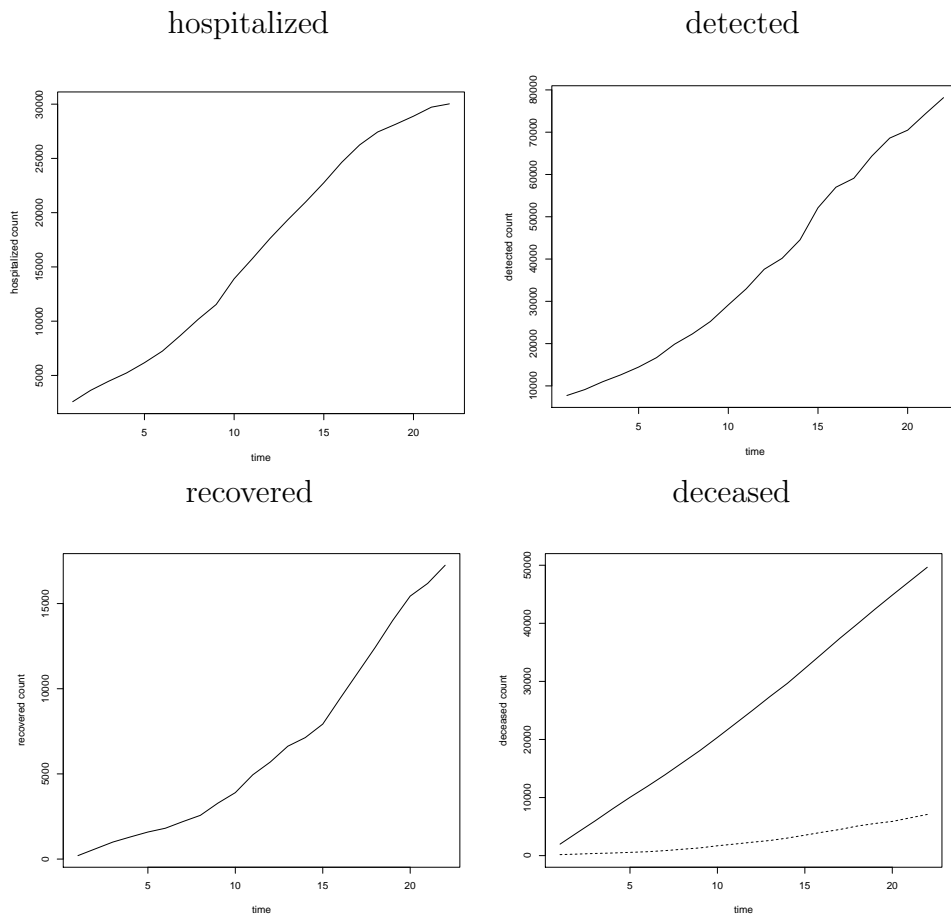 hospitalized
detected
30000
25000
20000
15000
10000
5000
hospitalized count
5 10 15 20
time
80000
70000
60000
50000
40000
30000
20000
10000
detected count
5 10 15 20
time
recovered
deceased
15000
10000
5000
0
recovered count
5 10 15 20
time
50000
40000
30000
20000
10000
0
deceased count
5 10 15 20
time